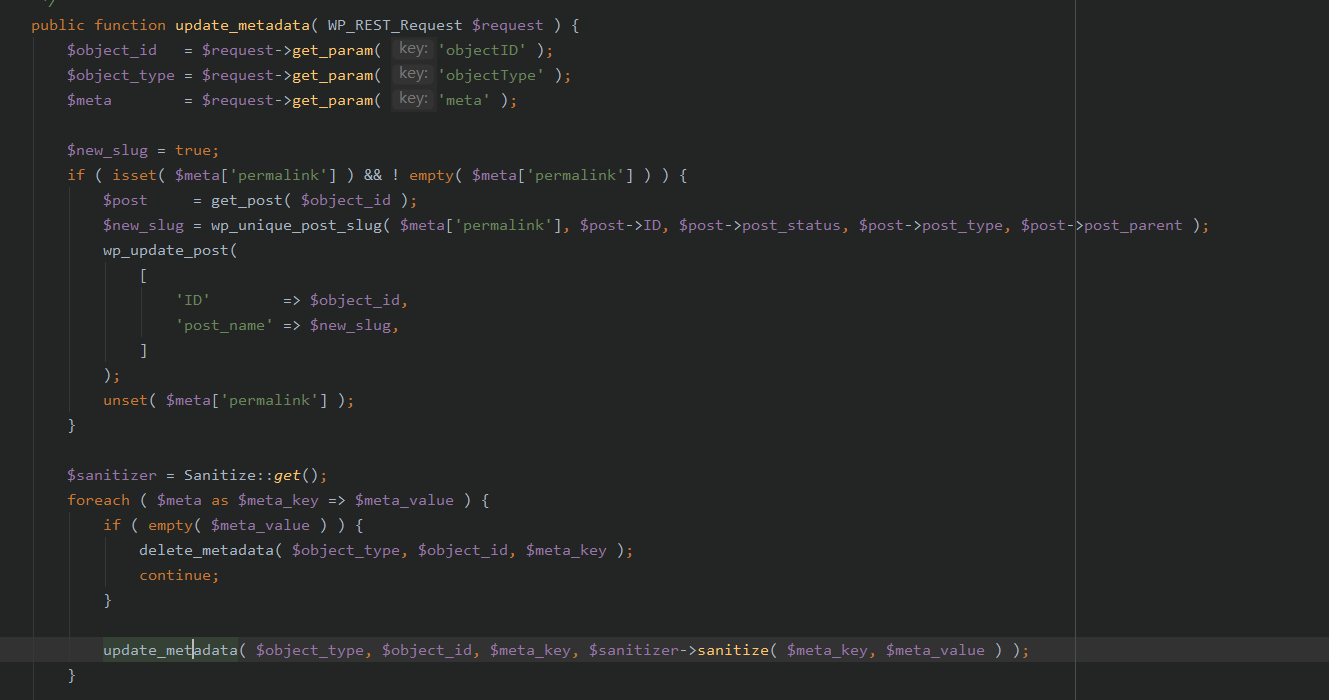 */
public function update_metadata( WP_REST_Request $request ) {
$object_id   = $request->get_param( key: 'objectID' );
$object_type = $request->get_param( key: 'objectType' );
$meta        = $request->get_param( key: 'meta' );
$new_slug = true;
if ( isset( $meta['permalink'] ) && ! empty( $meta['permalink'] ) ) {
$post     = get_post( $object_id );
$new_slug = wp_unique_post_slug( $meta['permalink'], $post->ID, $post->post_status, $post->post_type, $post->post_parent );
wp_update_post(
[
'ID'        => $object_id,
'post_name' => $new_slug,
]
);
unset( $meta['permalink'] );
}
$sanitizer = Sanitize::get();
foreach ( $meta as $meta_key => $meta_value ) {
if ( empty( $meta_value ) ) {
delete_metadata( $object_type, $object_id, $meta_key );
continue;
}
update_metadata( $object_type, $object_id, $meta_key, $sanitizer->sanitize( $meta_key, $meta_value ) );
}